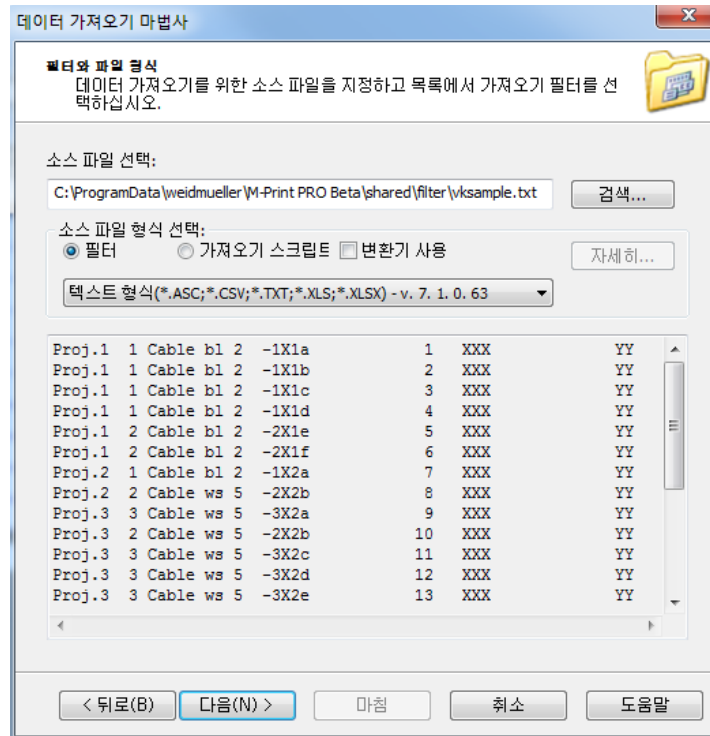 데이터 가져오기 마법사
필터와 파일 형식
데이터 가져오기를 위한 소스 파일을 지정하고 목록에서 가져오기 필터를 선
택하십시오.
소스 파일 선택:
C:\ProgramData\weidmueller\M-Print PRO Beta\shared\filter\vksample.txt 검색...
소스 파일 형식 선택:
필터 가져오기 스크립트 변환기 사용 자세히...
텍스트 형식(*.ASC;*.CSV;*.TXT;*.XLS;*.XLSX) - v. 7. 1. 0. 63
Proj.1 1 Cable bl 2 -1X1a 1 XXX YY
Proj.1 1 Cable bl 2 -1X1b 2 XXX YY
Proj.1 1 Cable bl 2 -1X1c 3 XXX YY
Proj.1 1 Cable bl 2 -1X1d 4 XXX YY
Proj.1 2 Cable bl 2 -2X1e 5 XXX YY
Proj.1 2 Cable bl 2 -2X1f 6 XXX YY
Proj.2 1 Cable bl 2 -1X2a 7 XXX YY
Proj.2 2 Cable ws 5 -2X2b 8 XXX YY
Proj.3 3 Cable ws 5 -3X2a 9 XXX YY
Proj.3 2 Cable ws 5 -2X2b 10 XXX YY
Proj.3 3 Cable ws 5 -3X2c 11 XXX YY
Proj.3 3 Cable ws 5 -3X2d 12 XXX YY
Proj.3 3 Cable ws 5 -3X2e 13 XXX YY
< 뒤로(B) 다음(N) > 마침 취소 도움말